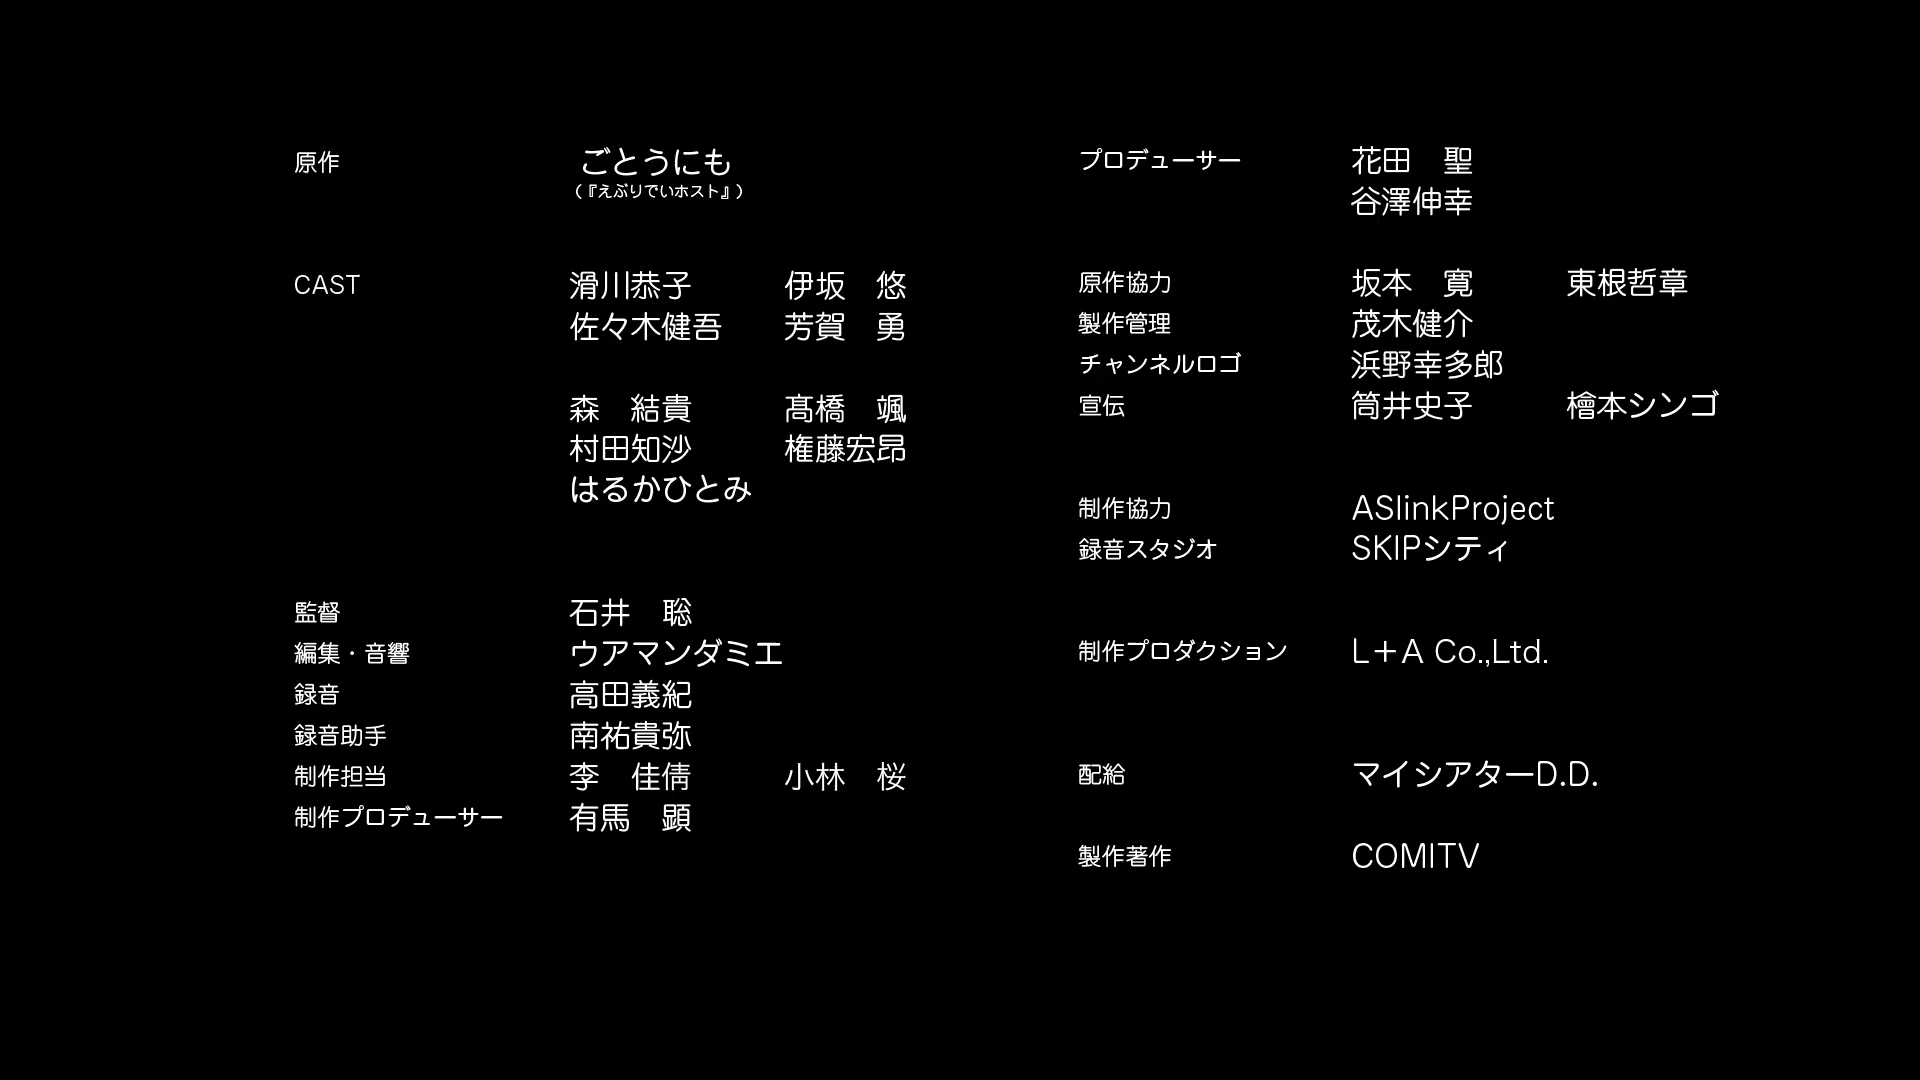 原作 ごとうにも
（『えぶりでいホスト』）
CAST 滑川恭子 伊坂　悠
佐々木健吾 芳賀　勇
森　結貴 髙橋　颯
村田知沙 権藤宏昂
はるかひとみ
監督 石井　聡
編集・音響 ウアマンダミエ
録音 高田義紀
録音助手 南祐貴弥
制作担当 李　佳倩 小林　桜
制作プロデューサー 有馬　顕
プロデューサー 花田　聖
谷澤伸幸
原作協力 坂本　寛 東根哲章
製作管理 茂木健介
チャンネルロゴ 浜野幸多郎
宣伝 筒井史子 檜本シンゴ
制作協力 ASlinkProject
録音スタジオ SKIPシティ
制作プロダクション L＋A Co.,Ltd.
配給 マイシアターD.D.
製作著作 COMITV